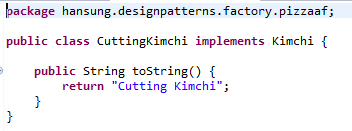 package hansung.designpatterns.factory.pizzaaf;
public class CuttingKimchi implements Kimchi {
public String toString() {
return "Cutting Kimchi";
}
}